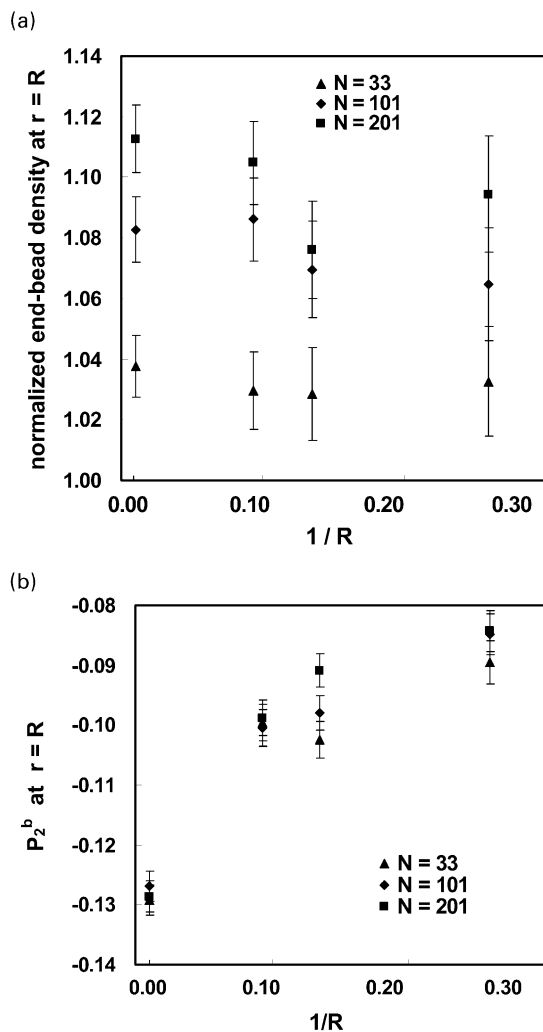 (a)
normalized end-bead density at r = R
1.14
1.12
1.10
1.08
1.06
1.04
1.02
1.00
▲ N = 33
◆ N = 101
■ N = 201
0.00 0.10 0.20 0.30
1 / R
(b)
P₂ᵇ at r = R
-0.08
-0.09
-0.10
-0.11
-0.12
-0.13
-0.14
▲ N = 33
◆ N = 101
■ N = 201
0.00 0.10 0.20 0.30
1/R